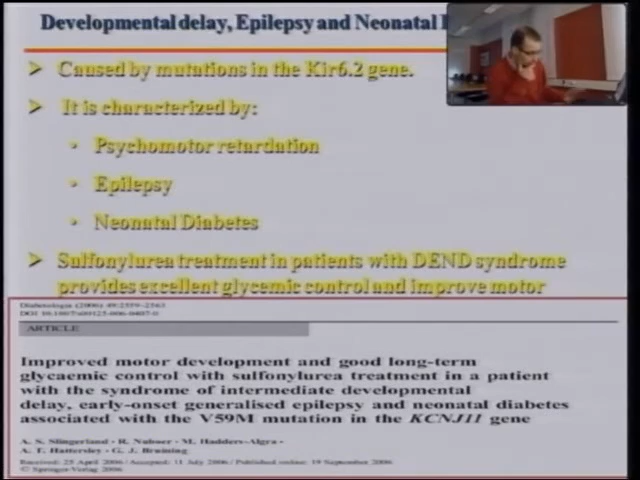 Developmental delay, Epilepsy and Neonatal
Caused by mutations in the Kir6.2 gene.
It is characterized by:
• Psychomotor retardation
• Epilepsy
• Neonatal Diabetes
Sulfonylurea treatment in patients with DEND syndrome
provides excellent glycemic control and improve motor
Diabetologia (2006) 49:2559–2563
DOI 10.1007/s00125-006-0407-0
ARTICLE
Improved motor development and good long-term
glycaemic control with sulfonylurea treatment in a patient
with the syndrome of intermediate developmental
delay, early-onset generalised epilepsy and neonatal diabetes
associated with the V59M mutation in the KCNJ11 gene
A. S. Slingerland · R. Nuboer · M. Hadders-Algra ·
A. T. Hattersley · G. J. Bruining
Received: 25 April 2006 / Accepted: 11 July 2006 / Published online: 19 September 2006
© Springer-Verlag 2006